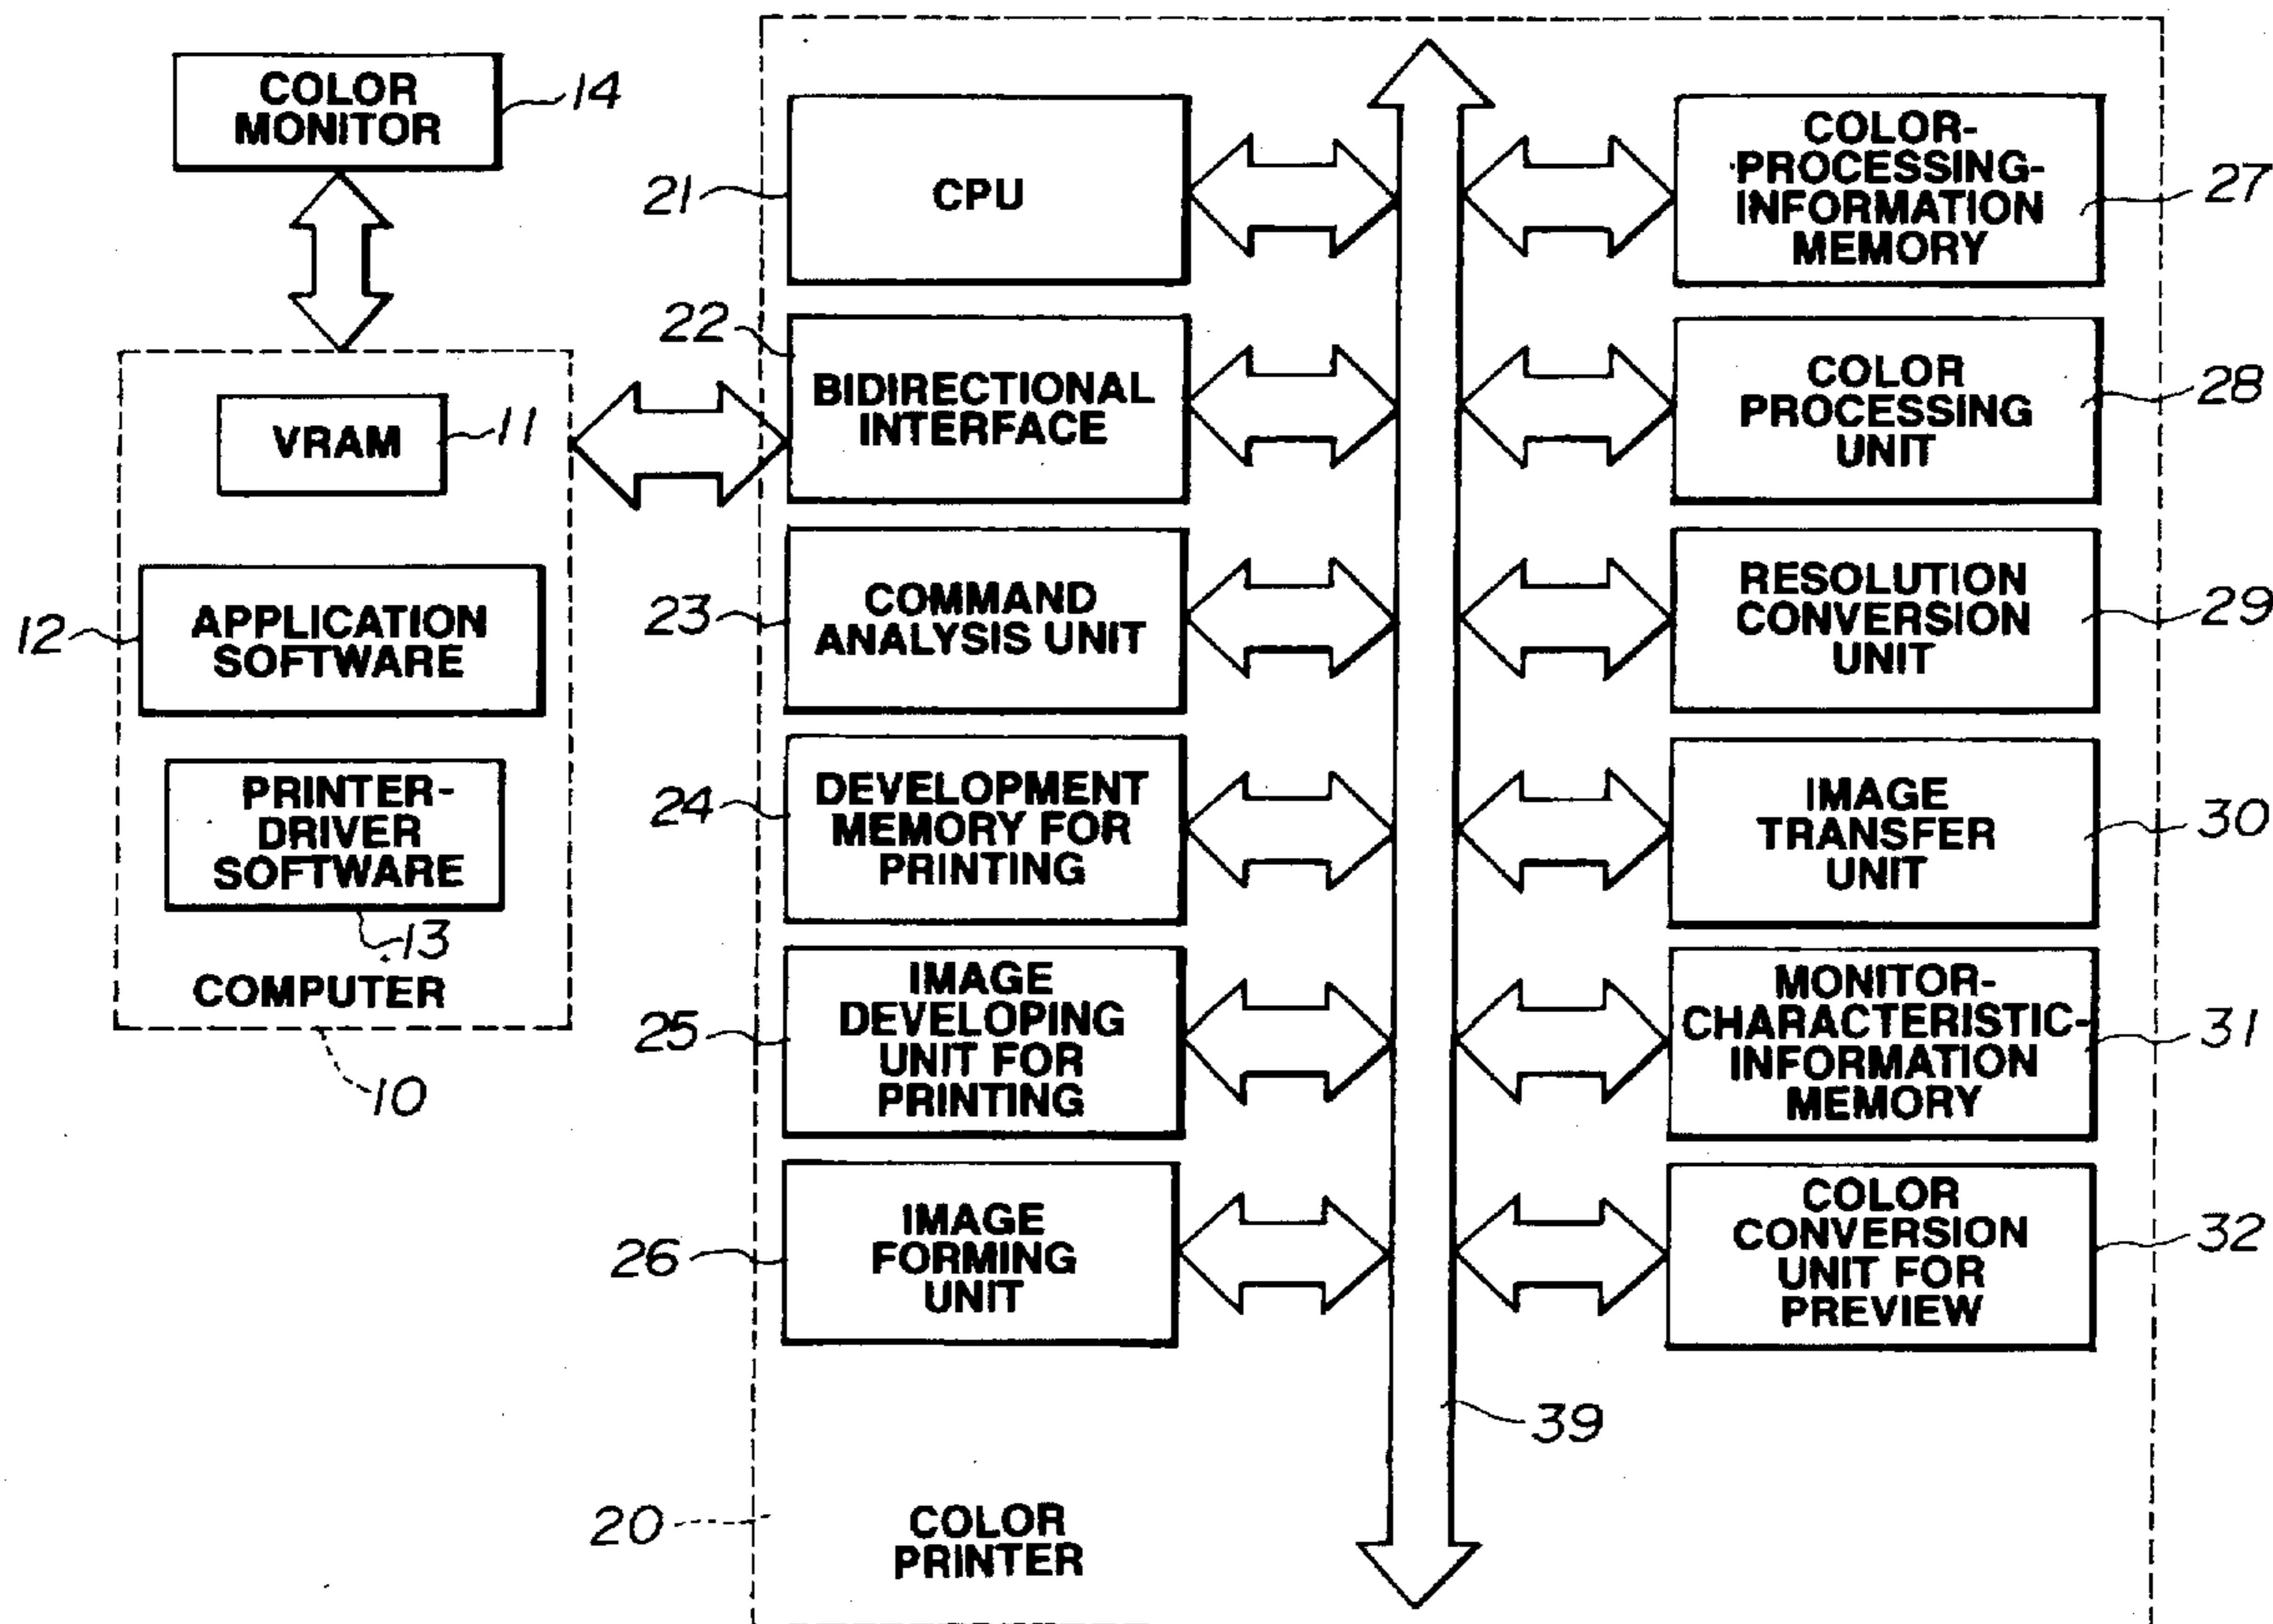 COLOR
MONITOR
14
VRAM
11
12
APPLICATION
SOFTWARE
PRINTER-
DRIVER
SOFTWARE
13
COMPUTER
10
21
CPU
22
BIDIRECTIONAL
INTERFACE
23
COMMAND
ANALYSIS UNIT
24
DEVELOPMENT
MEMORY FOR
PRINTING
25
IMAGE
DEVELOPING
UNIT FOR
PRINTING
26
IMAGE
FORMING
UNIT
COLOR-
PROCESSING-
INFORMATION
MEMORY
27
COLOR
PROCESSING
UNIT
28
RESOLUTION
CONVERSION
UNIT
29
IMAGE
TRANSFER
UNIT
30
MONITOR-
CHARACTERISTIC-
INFORMATION
MEMORY
31
COLOR
CONVERSION
UNIT FOR
PREVIEW
32
39
20
COLOR
PRINTER